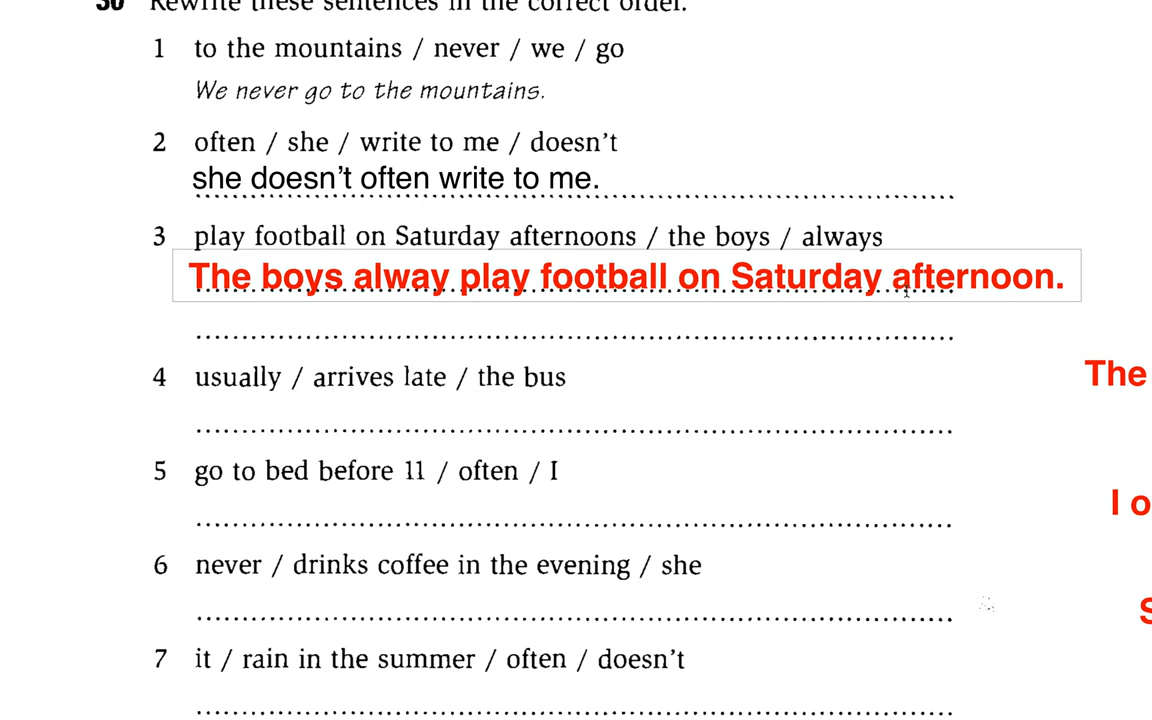 30 Rewrite these sentences in the correct order.
1 to the mountains / never / we / go
We never go to the mountains.
2 often / she / write to me / doesn't
she doesn't often write to me.
3 play football on Saturday afternoons / the boys / always
The boys alway play football on Saturday afternoon.
4 usually / arrives late / the bus
The
5 go to bed before 11 / often / I
I o
6 never / drinks coffee in the evening / she
S
7 it / rain in the summer / often / doesn't